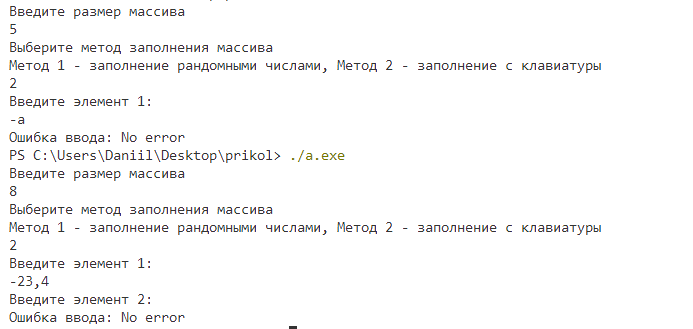 Введите размер массива
5
Выберите метод заполнения массива
Метод 1 - заполнение рандомными числами, Метод 2 - заполнение с клавиатуры
2
Введите элемент 1:
-a
Ошибка ввода: No error
PS C:\Users\Daniil\Desktop\prikol> ./a.exe
Введите размер массива
8
Выберите метод заполнения массива
Метод 1 - заполнение рандомными числами, Метод 2 - заполнение с клавиатуры
2
Введите элемент 1:
-23,4
Введите элемент 2:
Ошибка ввода: No error